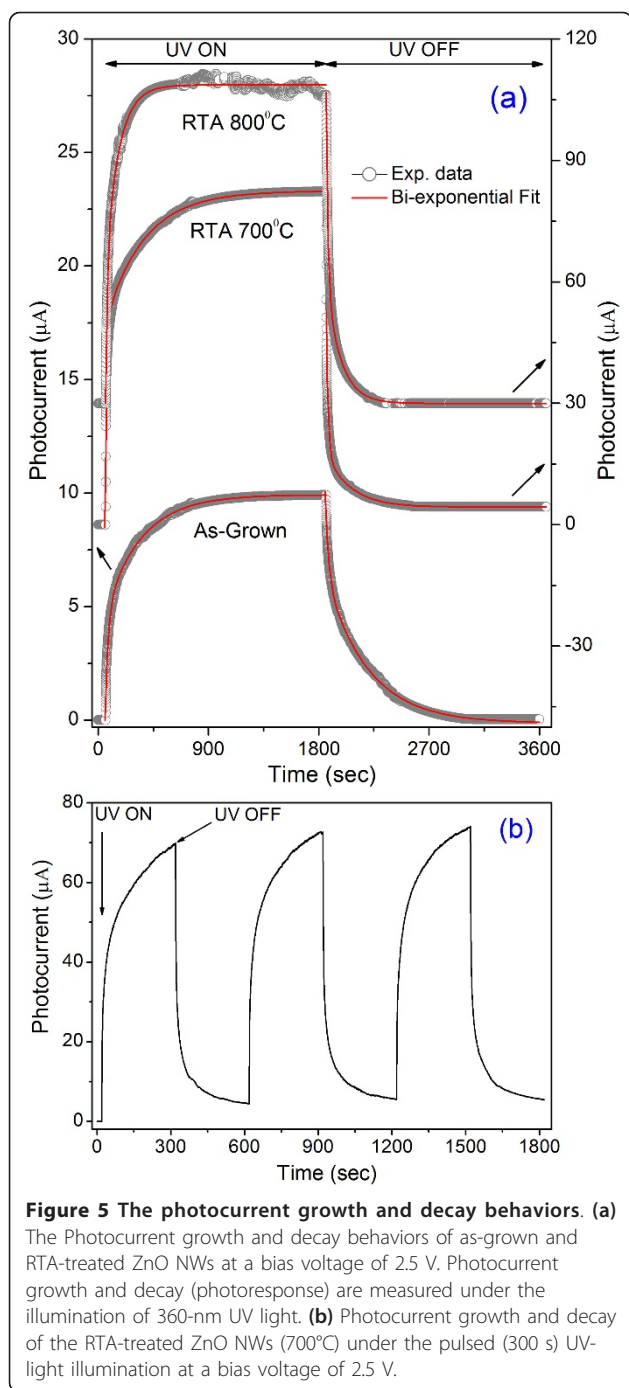 UV ON
UV OFF
(a)
RTA 800⁰C
RTA 700⁰C
As-Grown
Exp. data
Bi-exponential Fit
Photocurrent (µA)
30
25
20
15
10
5
0
Photocurrent (µA)
120
90
60
30
0
-30
0
900
1800
2700
3600
Time (sec)
UV ON
UV OFF
(b)
Photocurrent (µA)
80
60
40
20
0
0
300
600
900
1200
1500
1800
Time (sec)
Figure 5 The photocurrent growth and decay behaviors. (a)
The Photocurrent growth and decay behaviors of as-grown and
RTA-treated ZnO NWs at a bias voltage of 2.5 V. Photocurrent
growth and decay (photoresponse) are measured under the
illumination of 360-nm UV light. (b) Photocurrent growth and decay
of the RTA-treated ZnO NWs (700°C) under the pulsed (300 s) UV-
light illumination at a bias voltage of 2.5 V.